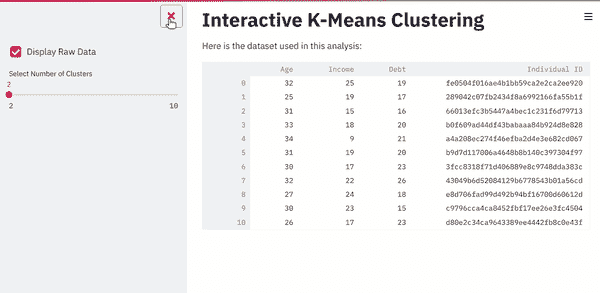 Display Raw Data
Select Number of Clusters
2
2 10
Interactive K-Means Clustering
Here is the dataset used in this analysis:
Age Income Debt Individual ID
0 32 25 19 fe0504f016ae4b1bb59ca2e2ca2ee920
1 25 19 17 289042c07fb2434f8a6992166fa55b1f
2 31 15 16 66013efc3b5447a4bec1c231f6d79713
3 33 18 20 b0f609ad44df43babaaa84b924d8e828
4 34 9 21 a4a208ec274f46efba2d4e3e682cd067
5 31 19 20 b9d7d117006a4648b8b140c397304f97
6 30 17 23 3fcc8318f71d406889e8c9748dda383c
7 32 22 26 43049b6d52084129b6778543b01a56cd
8 27 24 18 e8d706fad99d492b94bf16700d60612d
9 30 23 15 c9796cca4ca8452fbf17ee26e3fc4504
10 26 17 23 d80e2c34ca9643389ee4442fb8c0e43f